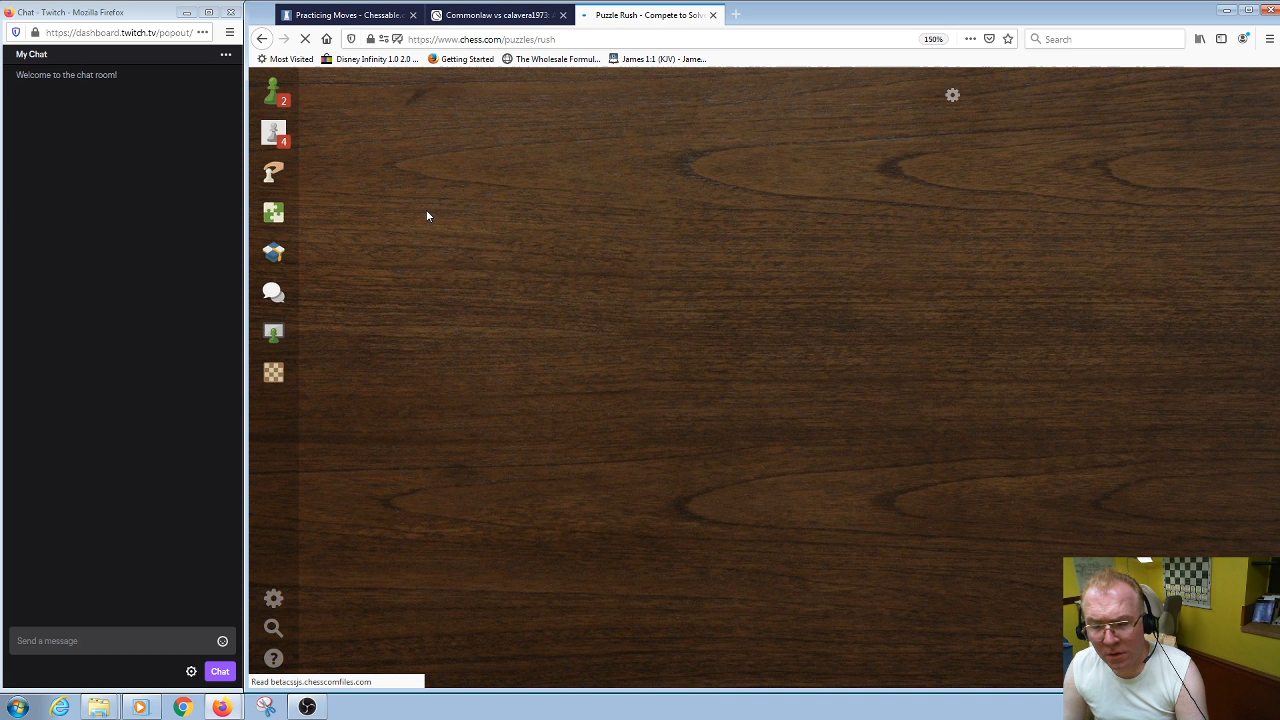 Chat - Twitch - Mozilla Firefox
https://dashboard.twitch.tv/popout/
My Chat
Welcome to the chat room!
Send a message
Chat
Practicing Moves - Chessable.
Commonlaw vs calavera1973:
Puzzle Rush - Compete to Solv
https://www.chess.com/puzzles/rush
150%
Search
Most Visited
Disney Infinity 1.0 2.0 ...
Getting Started
The Wholesale Formul...
James 1:1 (KJV) - Jame...
2
4
?
Read betacssjs.chesscomfiles.com